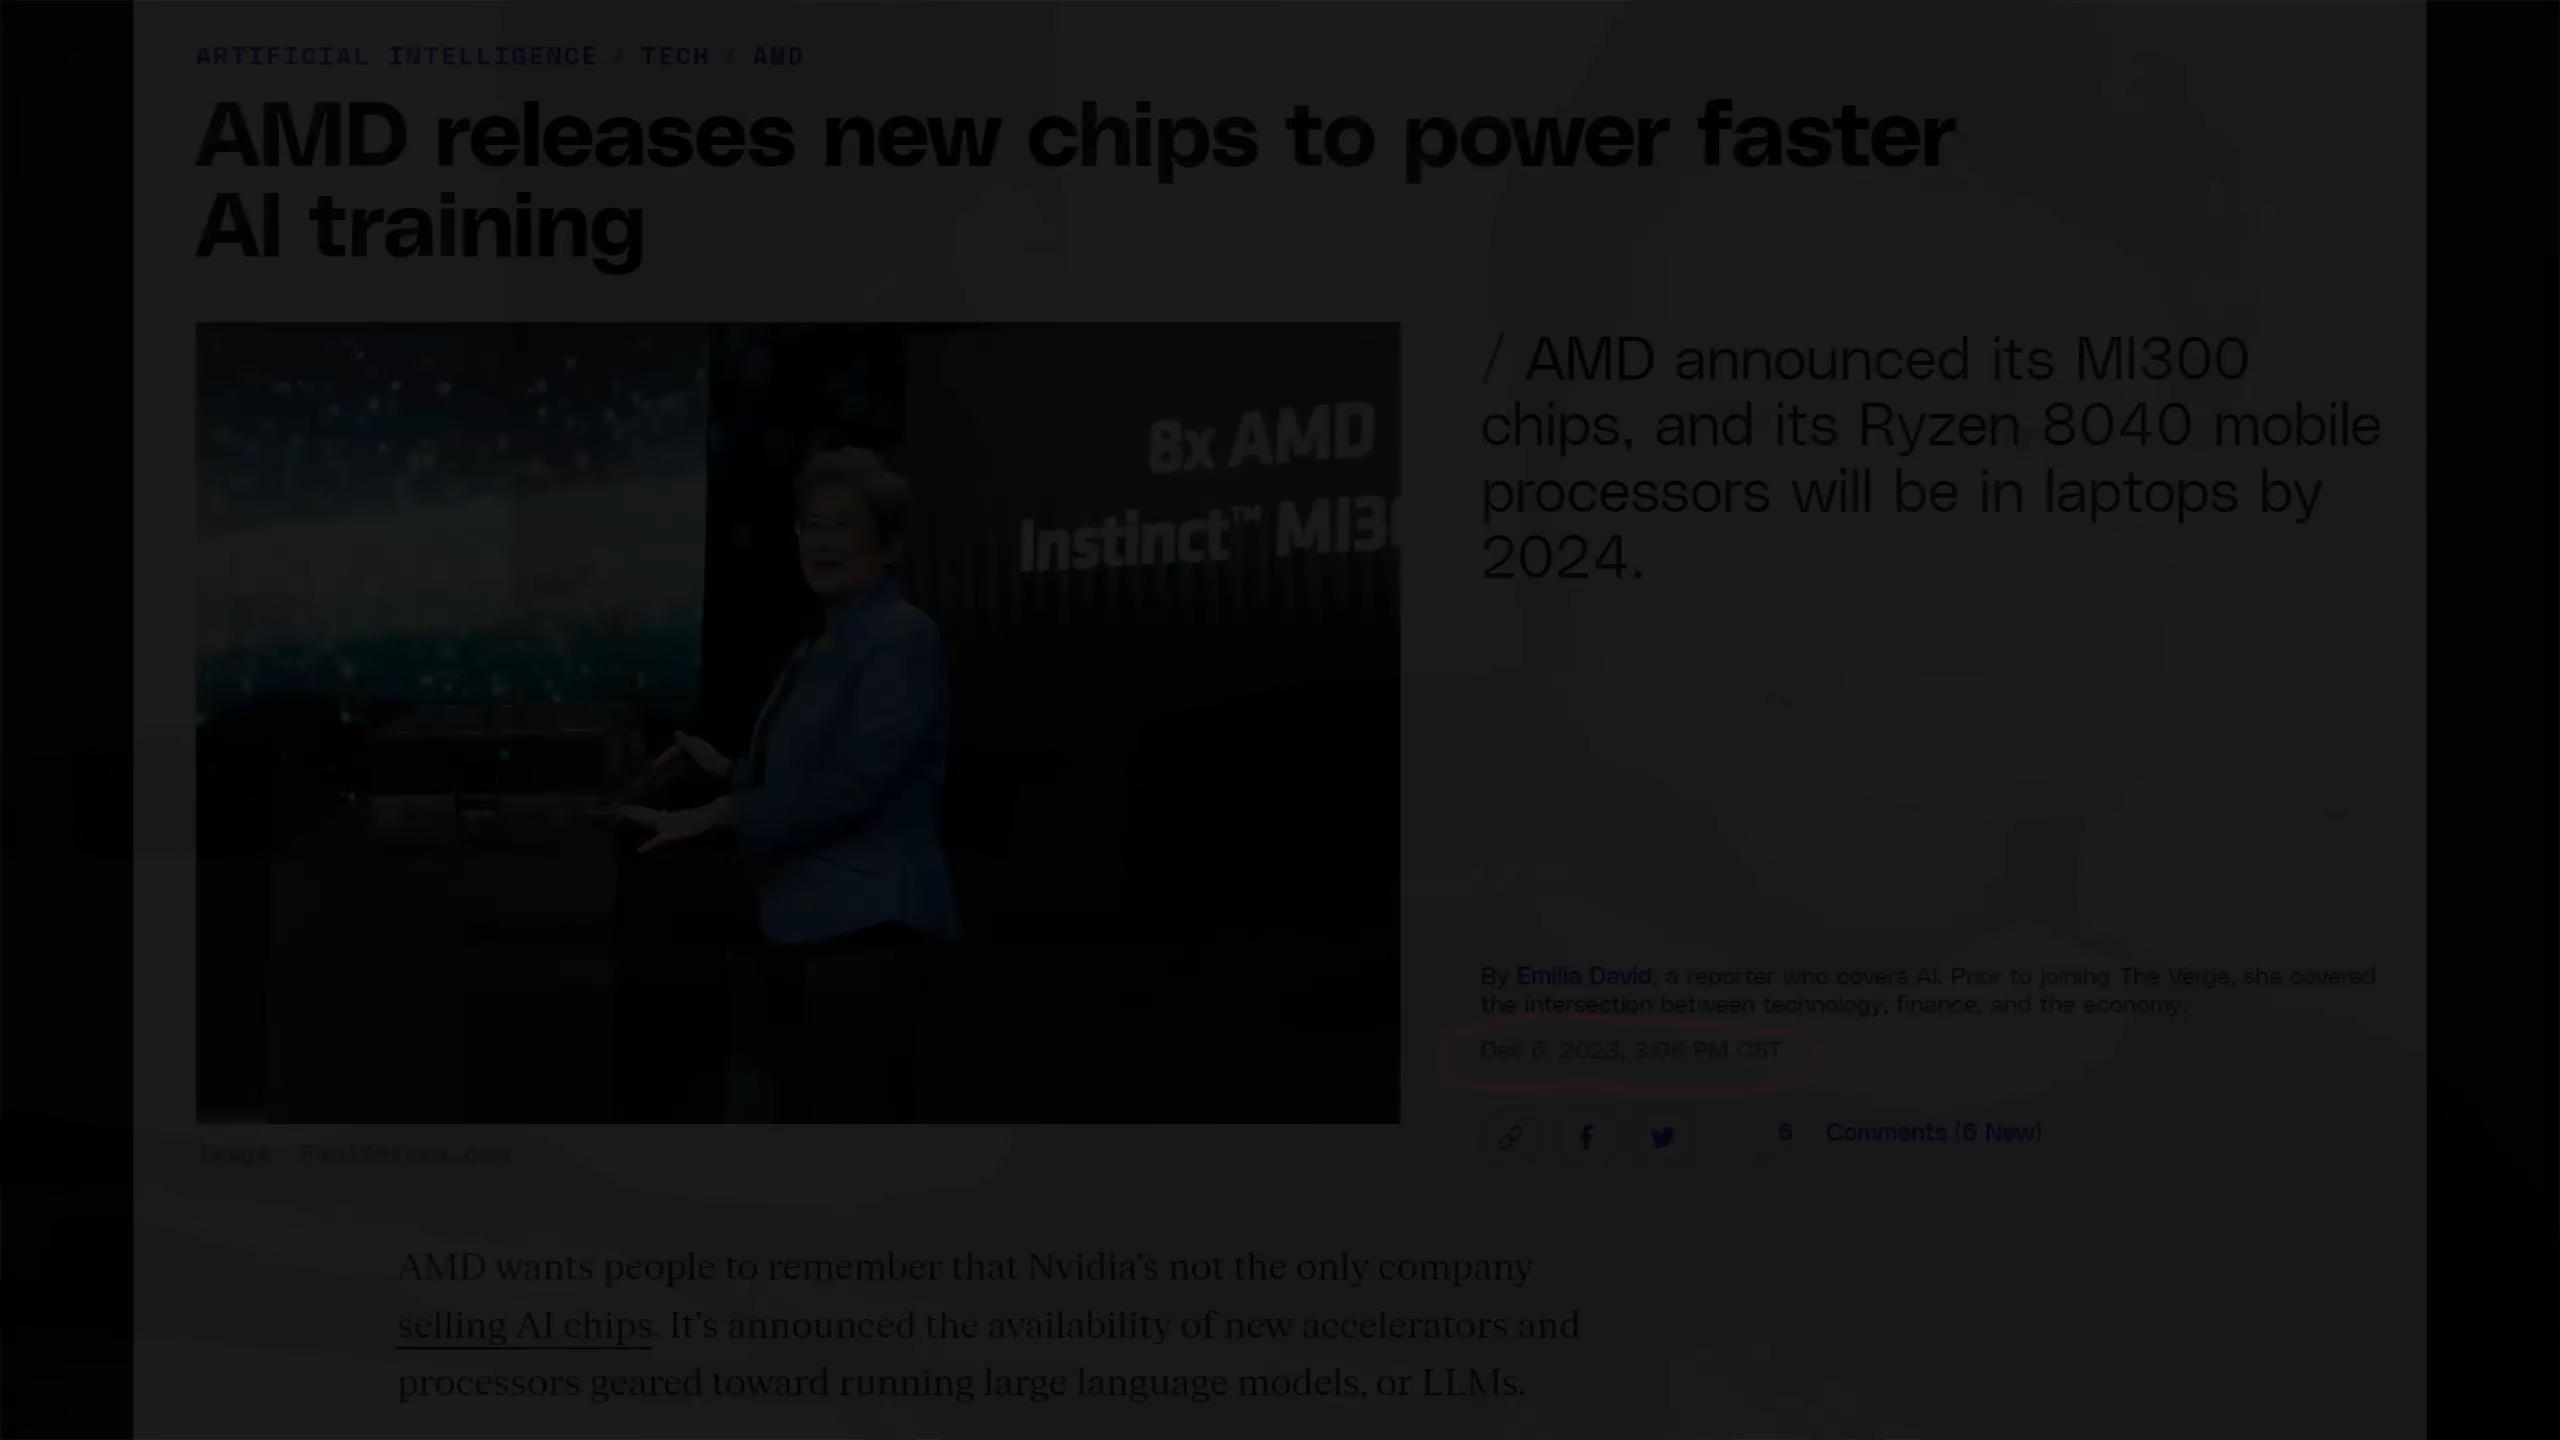 ARTIFICIAL INTELLIGENCE / TECH / AMD
AMD releases new chips to power faster
AI training
8x AMD
Instinct™ MI30
/ AMD announced its MI300
chips, and its Ryzen 8040 mobile
processors will be in laptops by
2024.
By Emilia David, a reporter who covers AI. Prior to joining The Verge, she covered
the intersection between technology, finance, and the economy.
Dec 6, 2023, 3:08 PM CST
6 Comments (6 New)
Image: PaulSakuma.com
AMD wants people to remember that Nvidia's not the only company
selling AI chips. It's announced the availability of new accelerators and
processors geared toward running large language models, or LLMs.